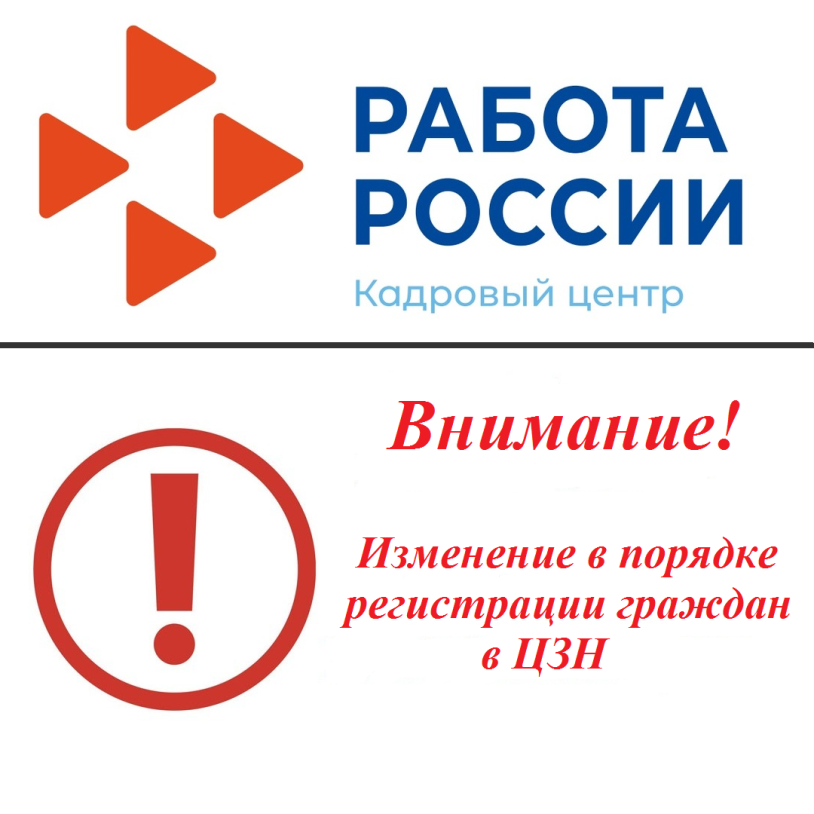 РАБОТА
РОССИИ
Кадровый центр
Внимание!
Изменение в порядке
регистрации граждан
в ЦЗН